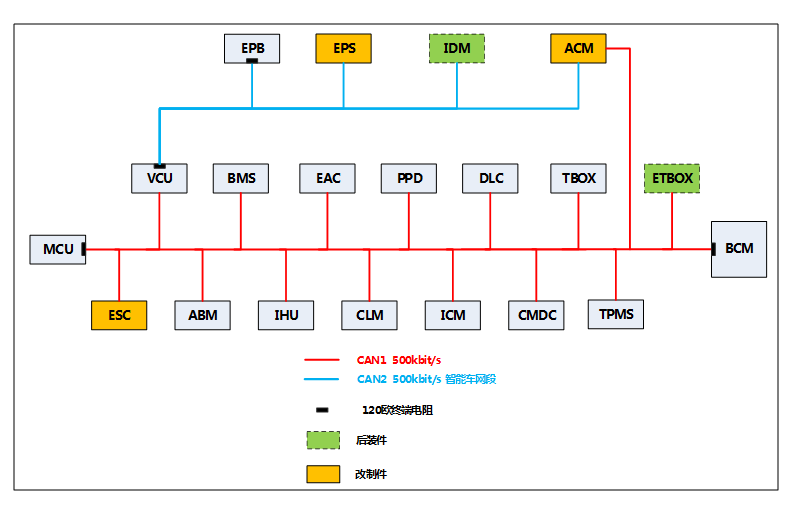 EPB EPS IDM ACM
VCU BMS EAC PPD DLC TBOX ETBOX
MCU BCM
ESC ABM IHU CLM ICM CMDC TPMS
CAN1 500kbit/s
CAN2 500kbit/s 智能车网段
120欧终端电阻
后装件
改制件